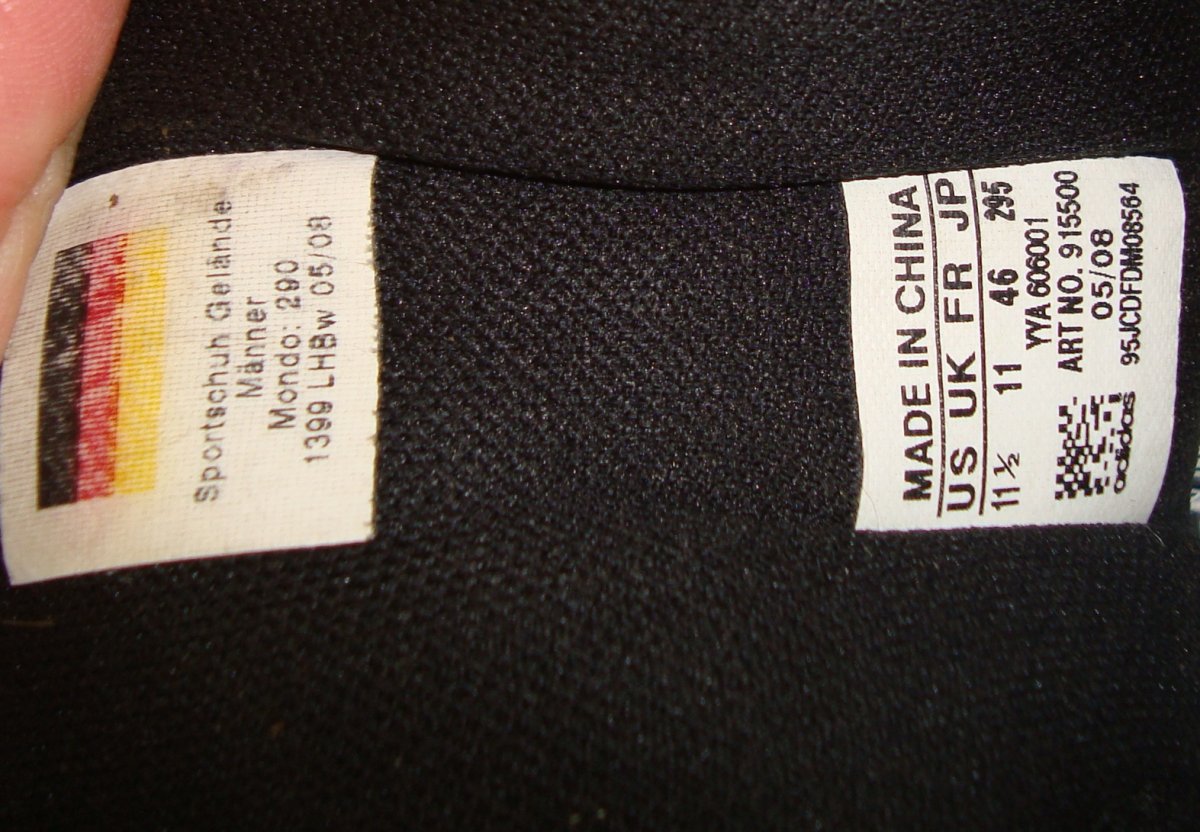 Sportschuh Gelände
Männer
Mondo: 290
1399 LHBw 05/08
MADE IN CHINA
US UK FR JP
11½ 11 46 295
YYA 606001
ART NO. 915500
05/08
adidas 95JCDFDM08564